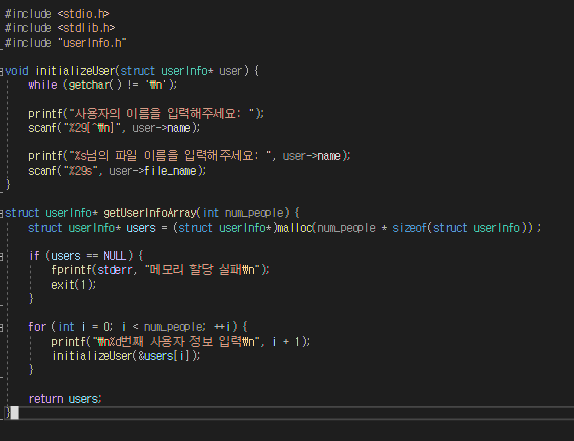 #include <stdio.h>
#include <stdlib.h>
#include "userInfo.h"
void initializeUser(struct userInfo* user) {
while (getchar() != '₩n');
printf("사용자의 이름을 입력해주세요: ");
scanf("%29[^₩n]", user->name);
printf("%s님의 파일 이름을 입력해주세요: ", user->name);
scanf("%29s", user->file_name);
}
struct userInfo* getUserInfoArray(int num_people) {
struct userInfo* users = (struct userInfo*)malloc(num_people * sizeof(struct userInfo));
if (users == NULL) {
fprintf(stderr, "메모리 할당 실패₩n");
exit(1);
}
for (int i = 0; i < num_people; ++i) {
printf("₩n%d번째 사용자 정보 입력₩n", i + 1);
initializeUser(&users[i]);
}
return users;
}